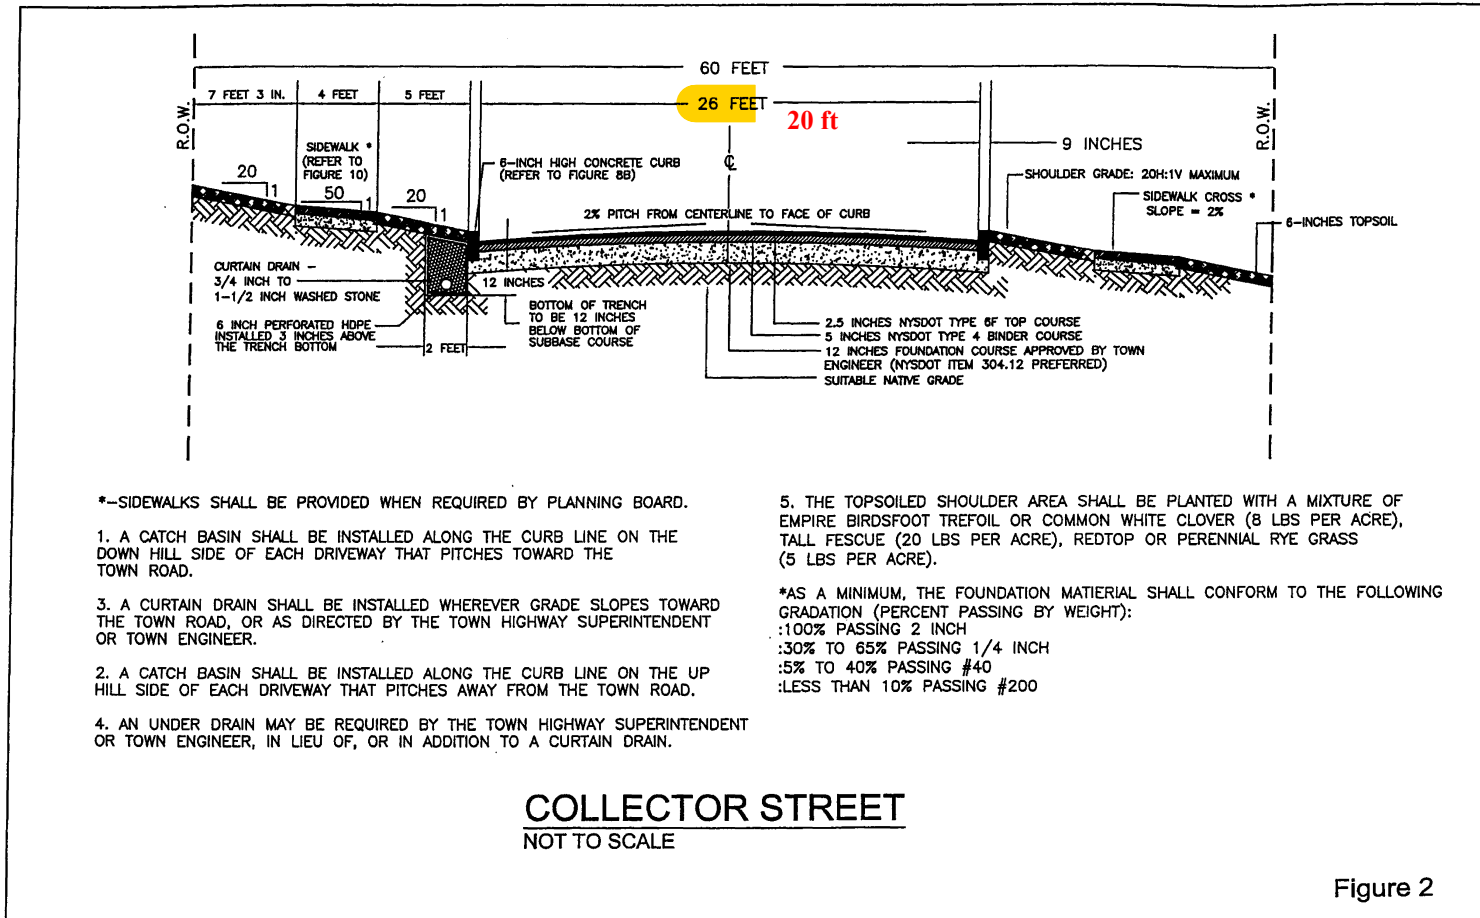 60 FEET
7 FEET 3 IN.
4 FEET
5 FEET
26 FEET
20 ft
R.O.W.
R.O.W.
9 INCHES
SIDEWALK *
(REFER TO
FIGURE 10)
6-INCH HIGH CONCRETE CURB
(REFER TO FIGURE 8B)
℄
SHOULDER GRADE: 20H:1V MAXIMUM
20
1
50
1
20
1
SIDEWALK CROSS *
SLOPE = 2%
2% PITCH FROM CENTERLINE TO FACE OF CURB
6-INCHES TOPSOIL
CURTAIN DRAIN -
3/4 INCH TO
1-1/2 INCH WASHED STONE
12 INCHES
6 INCH PERFORATED HDPE
INSTALLED 3 INCHES ABOVE
THE TRENCH BOTTOM
2 FEET
BOTTOM OF TRENCH
TO BE 12 INCHES
BELOW BOTTOM OF
SUBBASE COURSE
2.5 INCHES NYSDOT TYPE 6F TOP COURSE
5 INCHES NYSDOT TYPE 4 BINDER COURSE
12 INCHES FOUNDATION COURSE APPROVED BY TOWN
ENGINEER (NYSDOT ITEM 304.12 PREFERRED)
SUITABLE NATIVE GRADE
*-SIDEWALKS SHALL BE PROVIDED WHEN REQUIRED BY PLANNING BOARD.
1. A CATCH BASIN SHALL BE INSTALLED ALONG THE CURB LINE ON THE
DOWN HILL SIDE OF EACH DRIVEWAY THAT PITCHES TOWARD THE
TOWN ROAD.
3. A CURTAIN DRAIN SHALL BE INSTALLED WHEREVER GRADE SLOPES TOWARD
THE TOWN ROAD, OR AS DIRECTED BY THE TOWN HIGHWAY SUPERINTENDENT
OR TOWN ENGINEER.
2. A CATCH BASIN SHALL BE INSTALLED ALONG THE CURB LINE ON THE UP
HILL SIDE OF EACH DRIVEWAY THAT PITCHES AWAY FROM THE TOWN ROAD.
4. AN UNDER DRAIN MAY BE REQUIRED BY THE TOWN HIGHWAY SUPERINTENDENT
OR TOWN ENGINEER, IN LIEU OF, OR IN ADDITION TO A CURTAIN DRAIN.
5. THE TOPSOILED SHOULDER AREA SHALL BE PLANTED WITH A MIXTURE OF
EMPIRE BIRDSFOOT TREFOIL OR COMMON WHITE CLOVER (8 LBS PER ACRE),
TALL FESCUE (20 LBS PER ACRE), REDTOP OR PERENNIAL RYE GRASS
(5 LBS PER ACRE).
*AS A MINIMUM, THE FOUNDATION MATIERIAL SHALL CONFORM TO THE FOLLOWING
GRADATION (PERCENT PASSING BY WEIGHT):
:100% PASSING 2 INCH
:30% TO 65% PASSING 1/4 INCH
:5% TO 40% PASSING #40
:LESS THAN 10% PASSING #200
COLLECTOR STREET
NOT TO SCALE
Figure 2